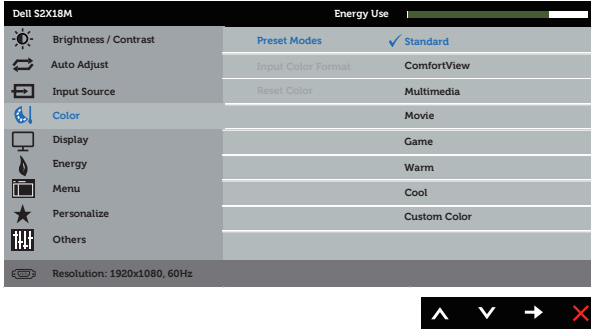 Dell S2X18M Energy Use
Brightness / Contrast Preset Modes Standard
Auto Adjust Input Color Format ComfortView
Input Source Reset Color Multimedia
Color Movie
Display Game
Energy Warm
Menu Cool
Personalize Custom Color
Others
Resolution: 1920x1080, 60Hz